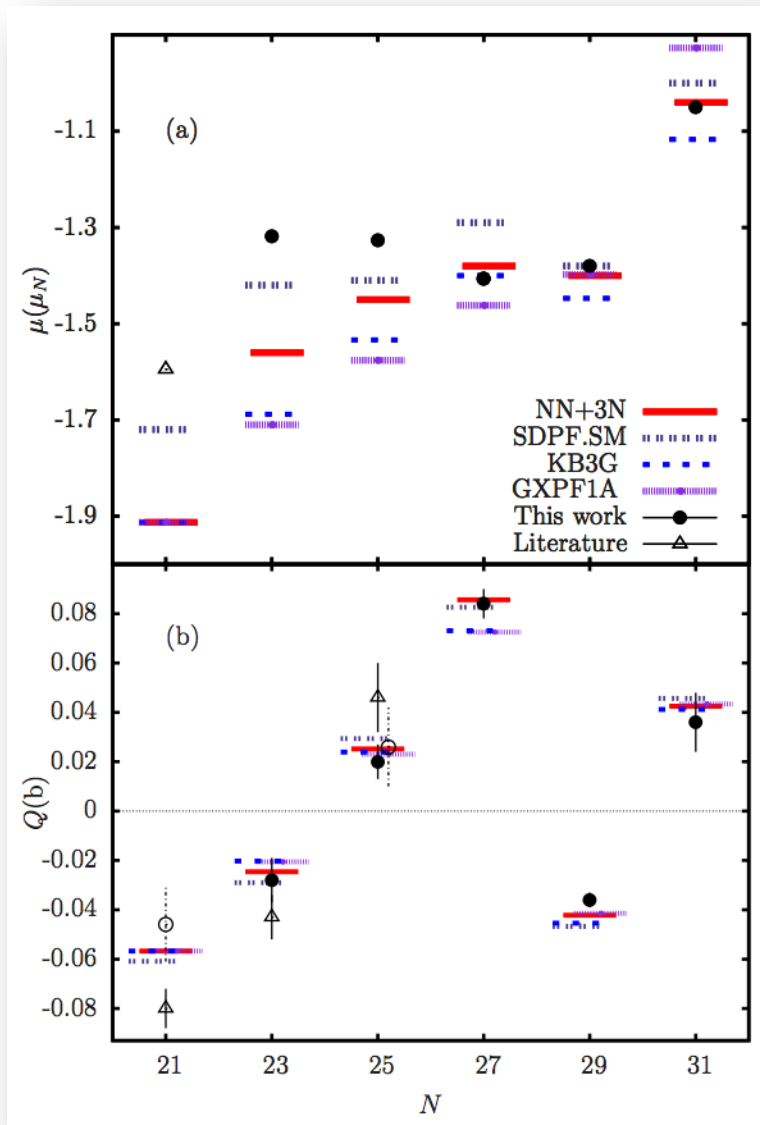 (a)
-1.1
-1.3
-1.5
-1.7
-1.9
μ(μN)
NN+3N
SDPF.SM
KB3G
GXPF1A
This work
Literature
(b)
0.08
0.06
0.04
0.02
0
-0.02
-0.04
-0.06
-0.08
Q(b)
21 23 25 27 29 31
N